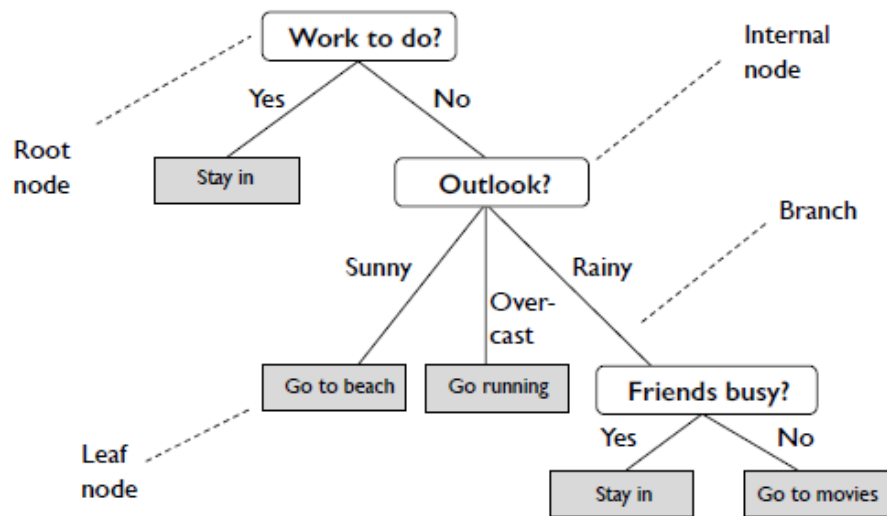 Work to do?
Internal
node
Yes
No
Root
node
Stay in
Outlook?
Branch
Sunny
Rainy
Over-
cast
Go to beach
Go running
Friends busy?
Yes
No
Leaf
node
Stay in
Go to movies